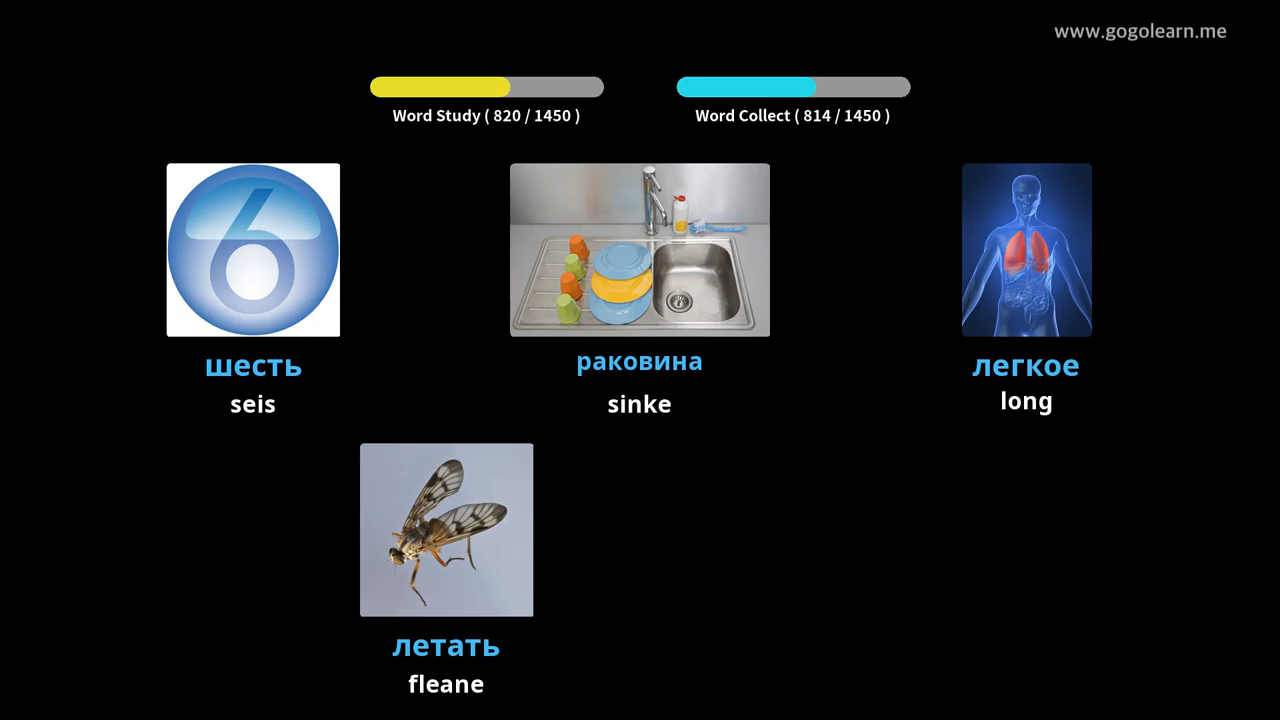 www.gogolearn.me
Word Study ( 820 / 1450 )
Word Collect ( 814 / 1450 )
6
шесть
seis
раковина
sinke
легкое
long
летать
fleane